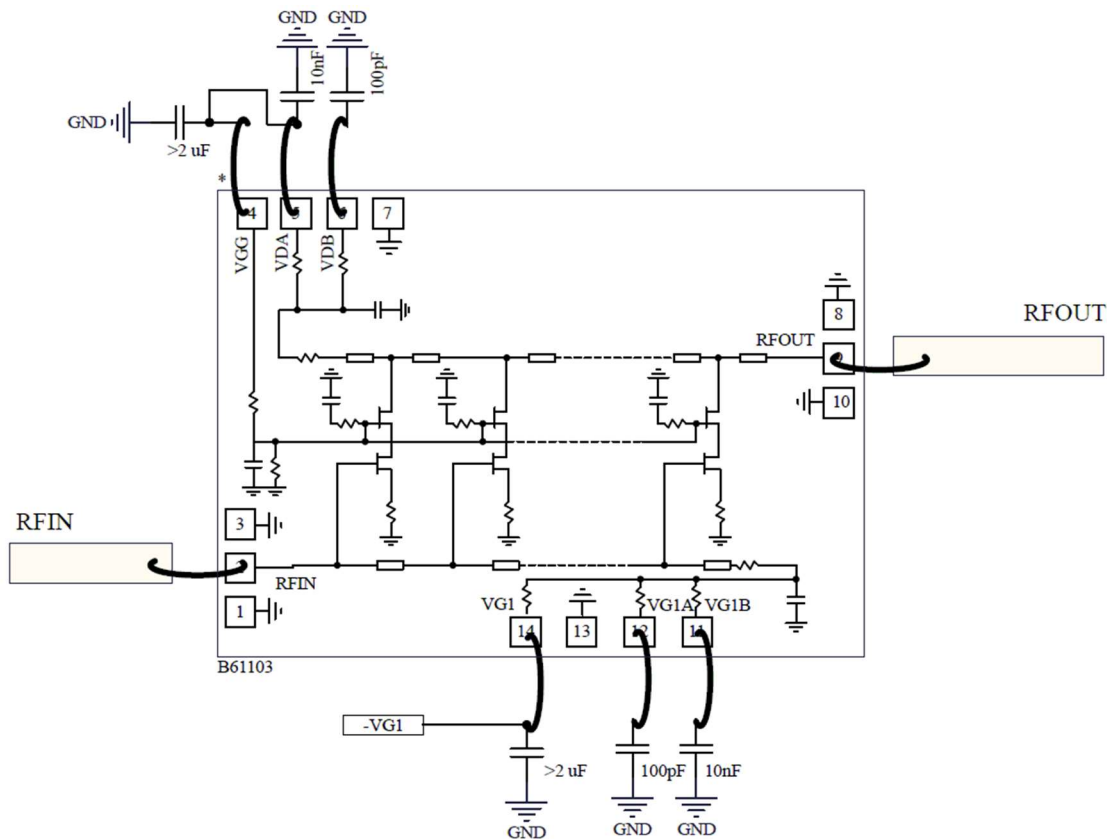 GND GND
10nF
100pF
GND
>2 uF
*
4 5 6 7
VGG
VDA
VDB
8
RFOUT
RFOUT
9
10
RFIN
3
2
RFIN
1
VG1
VG1A
VG1B
14 13 12 11
B61103
-VG1
>2 uF
100pF
10nF
GND
GND
GND